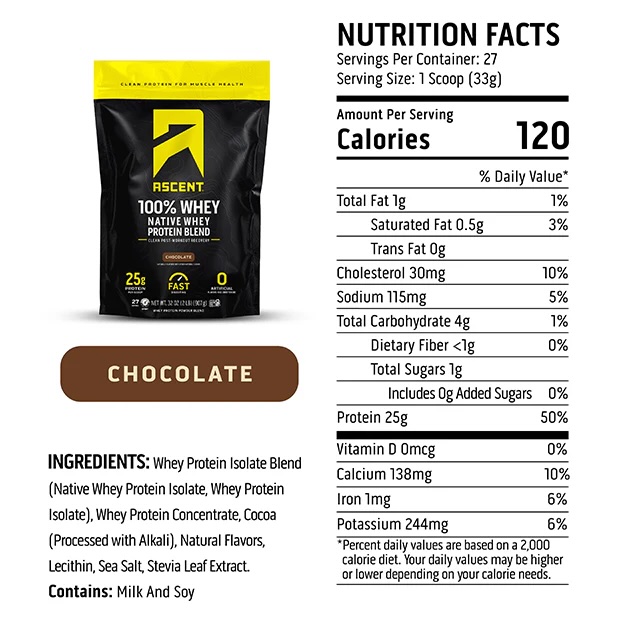 CLEAN PROTEIN FOR MUSCLE HEALTH
ASCENT
100% WHEY
NATIVE WHEY
PROTEIN BLEND
CLEAN POST-WORKOUT RECOVERY
CHOCOLATE
25g
PROTEIN
FAST
0
ARTIFICIAL
27
NET WT. 32 OZ (2 LB) (907g)
WHEY PROTEIN POWDER BLEND
CHOCOLATE
INGREDIENTS: Whey Protein Isolate Blend
(Native Whey Protein Isolate, Whey Protein
Isolate), Whey Protein Concentrate, Cocoa
(Processed with Alkali), Natural Flavors,
Lecithin, Sea Salt, Stevia Leaf Extract.
Contains: Milk And Soy
NUTRITION FACTS
Servings Per Container: 27
Serving Size: 1 Scoop (33g)
Amount Per Serving
Calories 120
% Daily Value*
Total Fat 1g 1%
Saturated Fat 0.5g 3%
Trans Fat 0g
Cholesterol 30mg 10%
Sodium 115mg 5%
Total Carbohydrate 4g 1%
Dietary Fiber <1g 0%
Total Sugars 1g
Includes 0g Added Sugars 0%
Protein 25g 50%
Vitamin D 0mcg 0%
Calcium 138mg 10%
Iron 1mg 6%
Potassium 244mg 6%
*Percent daily values are based on a 2,000
calorie diet. Your daily values may be higher
or lower depending on your calorie needs.